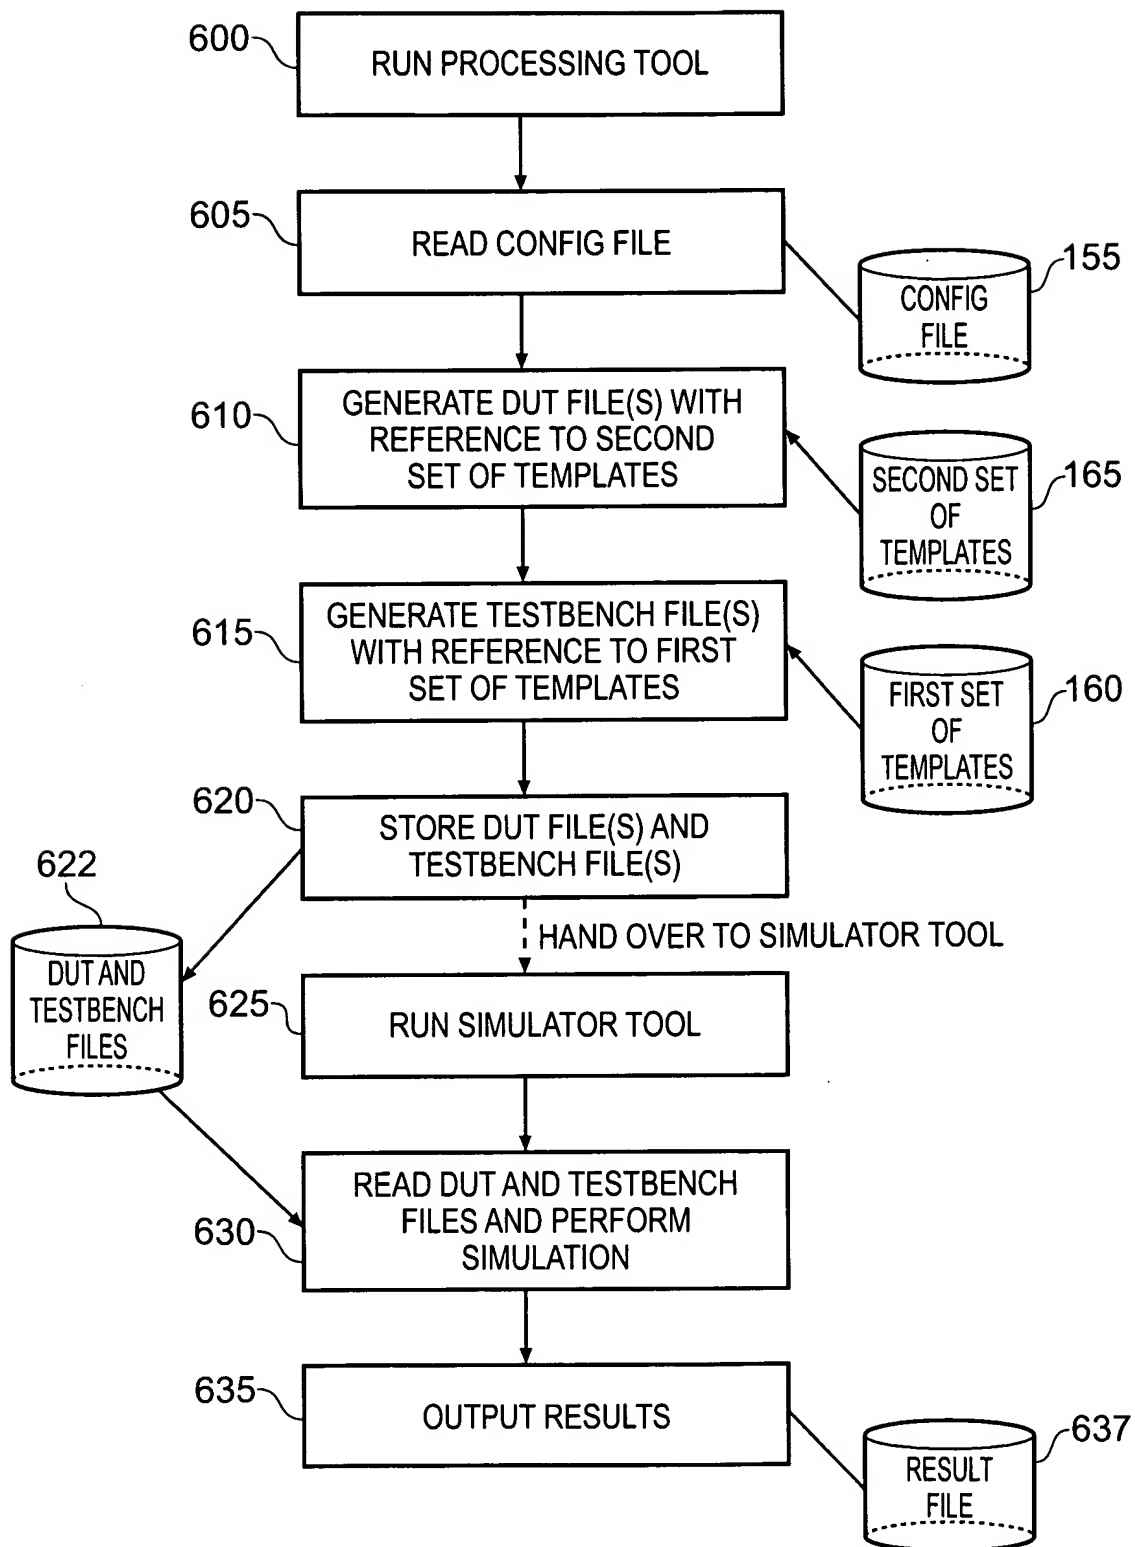 600
RUN PROCESSING TOOL
605
READ CONFIG FILE
155
CONFIG
FILE
610
GENERATE DUT FILE(S) WITH
REFERENCE TO SECOND
SET OF TEMPLATES
165
SECOND SET
OF
TEMPLATES
615
GENERATE TESTBENCH FILE(S)
WITH REFERENCE TO FIRST
SET OF TEMPLATES
160
FIRST SET
OF
TEMPLATES
620
STORE DUT FILE(S) AND
TESTBENCH FILE(S)
622
DUT AND
TESTBENCH
FILES
HAND OVER TO SIMULATOR TOOL
625
RUN SIMULATOR TOOL
630
READ DUT AND TESTBENCH
FILES AND PERFORM
SIMULATION
635
OUTPUT RESULTS
637
RESULT
FILE